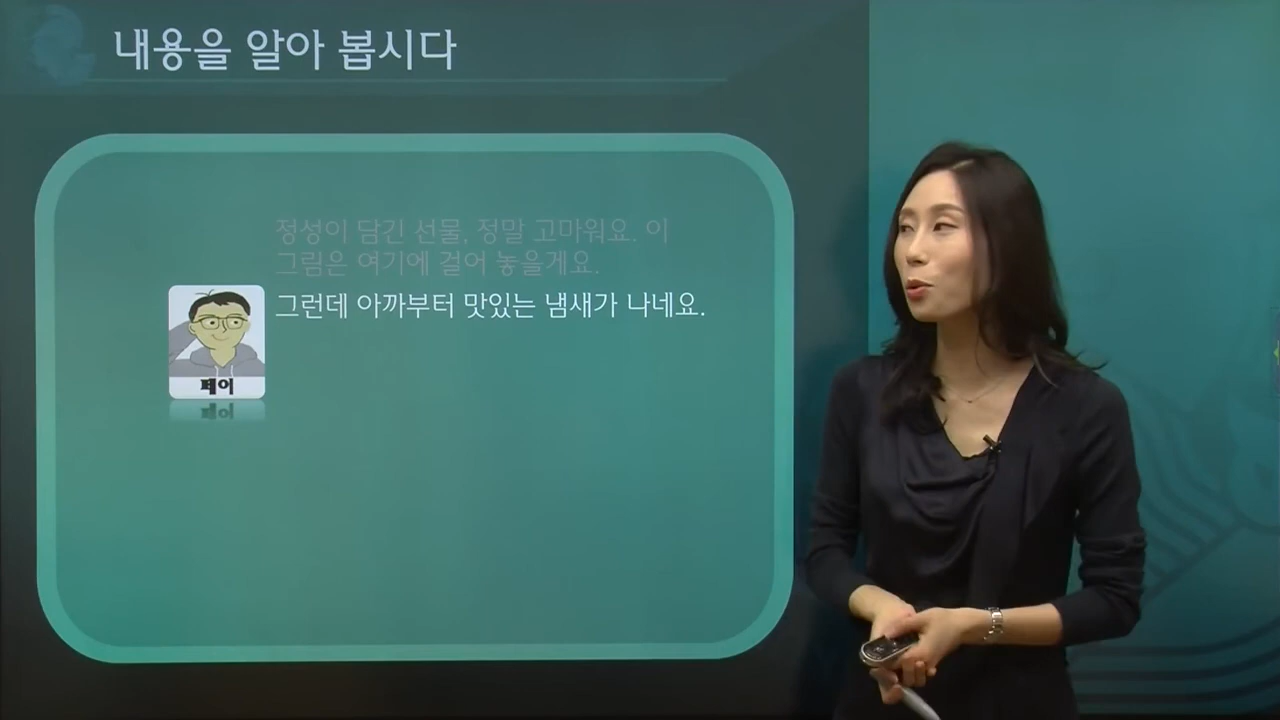 내용을 알아 봅시다
정성이 담긴 선물, 정말 고마워요. 이
그림은 여기에 걸어 놓을게요.
그런데 아까부터 맛있는 냄새가 나네요.
페이